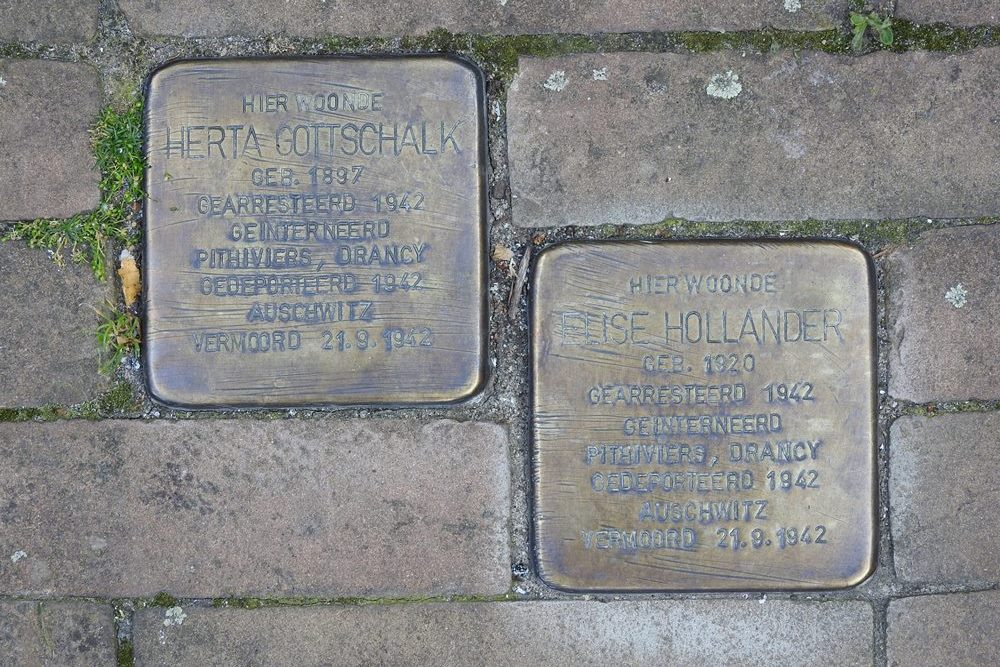 HIER WOONDE
HERTA GOTTSCHALK
GEB. 1897
GEARRESTEERD 1942
GEINTERNEERD
PITHIVIERS, DRANCY
GEDEPORTEERD 1942
AUSCHWITZ
VERMOORD 21.9.1942
HIER WOONDE
ELISE HOLLANDER
GEB. 1920
GEARRESTEERD 1942
GEINTERNEERD
PITHIVIERS, DRANCY
GEDEPORTEERD 1942
AUSCHWITZ
VERMOORD 21.9.1942